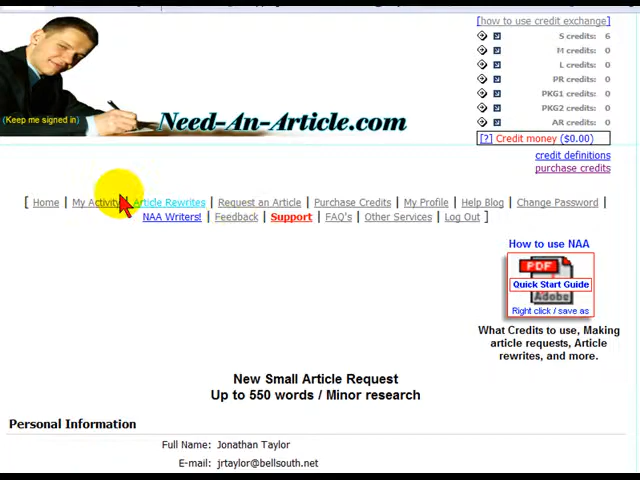 [how to use credit exchange]
S credits: 6
M credits: 0
L credits: 0
PR credits: 0
PKG1 credits: 0
PKG2 credits: 0
AR credits: 0
[?] Credit money ($0.00)
credit definitions
purchase credits
(Keep me signed in)
Need-An-Article.com
[ Home | My Activity | Article Rewrites | Request an Article | Purchase Credits | My Profile | Help Blog | Change Password |
NAA Writers! | Feedback | Support | FAQ's | Other Services | Log Out ]
How to use NAA
PDF
Quick Start Guide
Adobe
Right click / save as
What Credits to use, Making
article requests, Article
rewrites, and more.
New Small Article Request
Up to 550 words / Minor research
Personal Information
Full Name: Jonathan Taylor
E-mail: jrtaylor@bellsouth.net